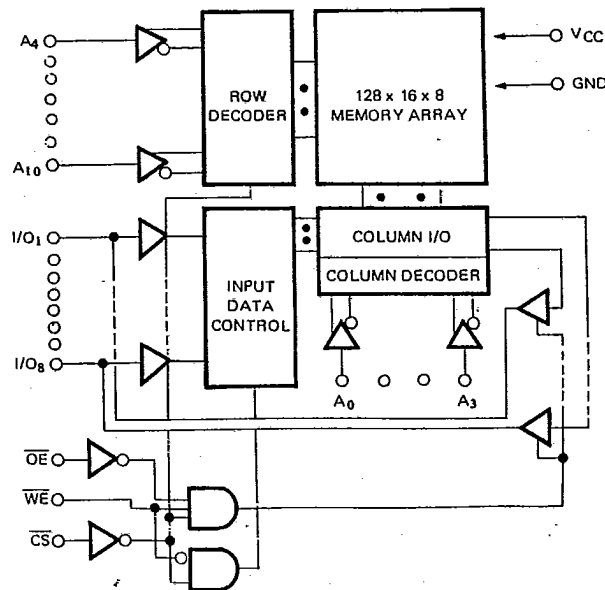 A4
A10
ROW
DECODER
128 x 16 x 8
MEMORY ARRAY
VCC
GND
I/O1
I/O8
INPUT
DATA
CONTROL
COLUMN I/O
COLUMN DECODER
A0
A3
OE
WE
CS